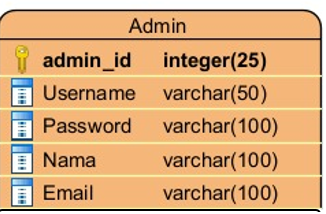 Admin
admin_id integer(25)
Username varchar(50)
Password varchar(100)
Nama varchar(100)
Email varchar(100)